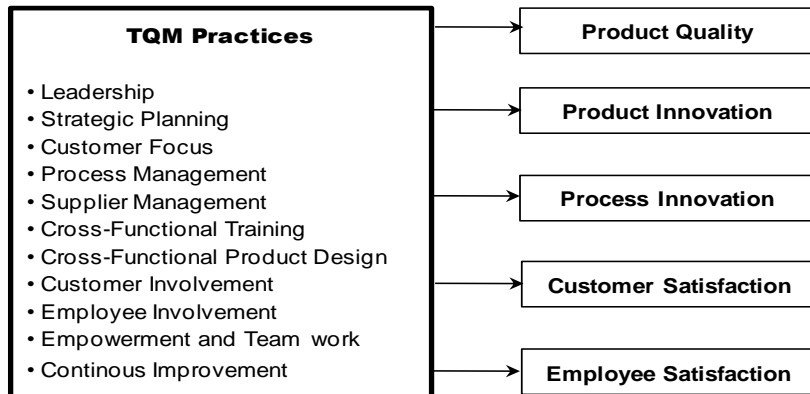 TQM Practices
• Leadership
• Strategic Planning
• Customer Focus
• Process Management
• Supplier Management
• Cross-Functional Training
• Cross-Functional Product Design
• Customer Involvement
• Employee Involvement
• Empowerment and Team work
• Continous Improvement
Product Quality
Product Innovation
Process Innovation
Customer Satisfaction
Employee Satisfaction